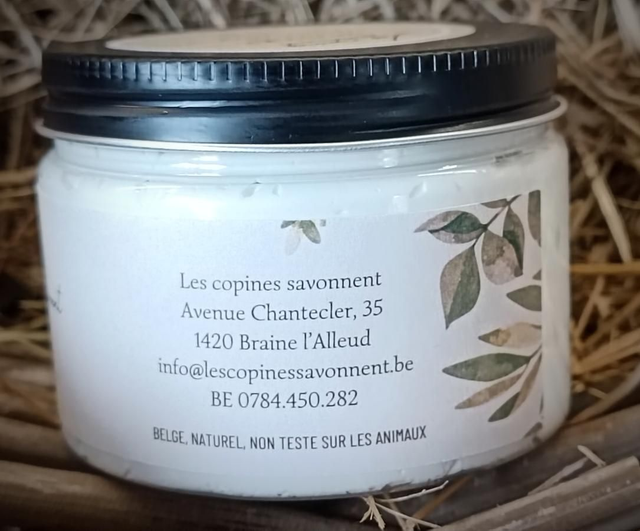 Les copines savonnent
Avenue Chantecler, 35
1420 Braine l'Alleud
info@lescopinessavonnent.be
BE 0784.450.282
BELGE, NATUREL, NON TESTE SUR LES ANIMAUX